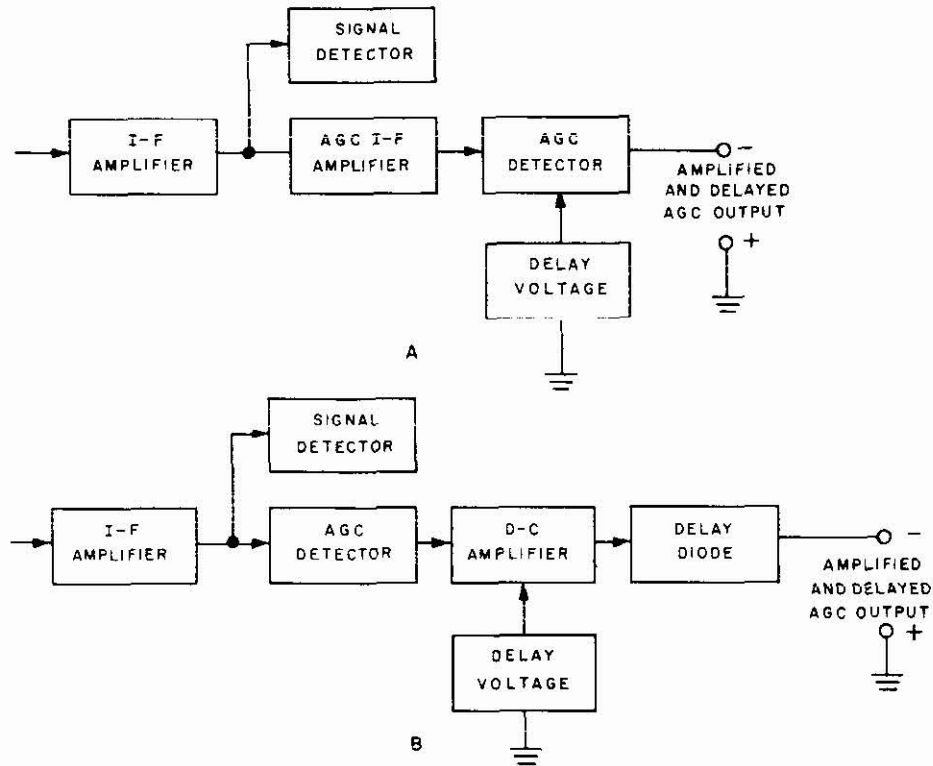 SIGNAL
DETECTOR
I-F
AMPLIFIER
AGC I-F
AMPLIFIER
AGC
DETECTOR
-
AMPLIFIED
AND DELAYED
AGC OUTPUT
+
DELAY
VOLTAGE
A
SIGNAL
DETECTOR
I-F
AMPLIFIER
AGC
DETECTOR
D-C
AMPLIFIER
DELAY
DIODE
-
AMPLIFIED
AND DELAYED
AGC OUTPUT
+
DELAY
VOLTAGE
B